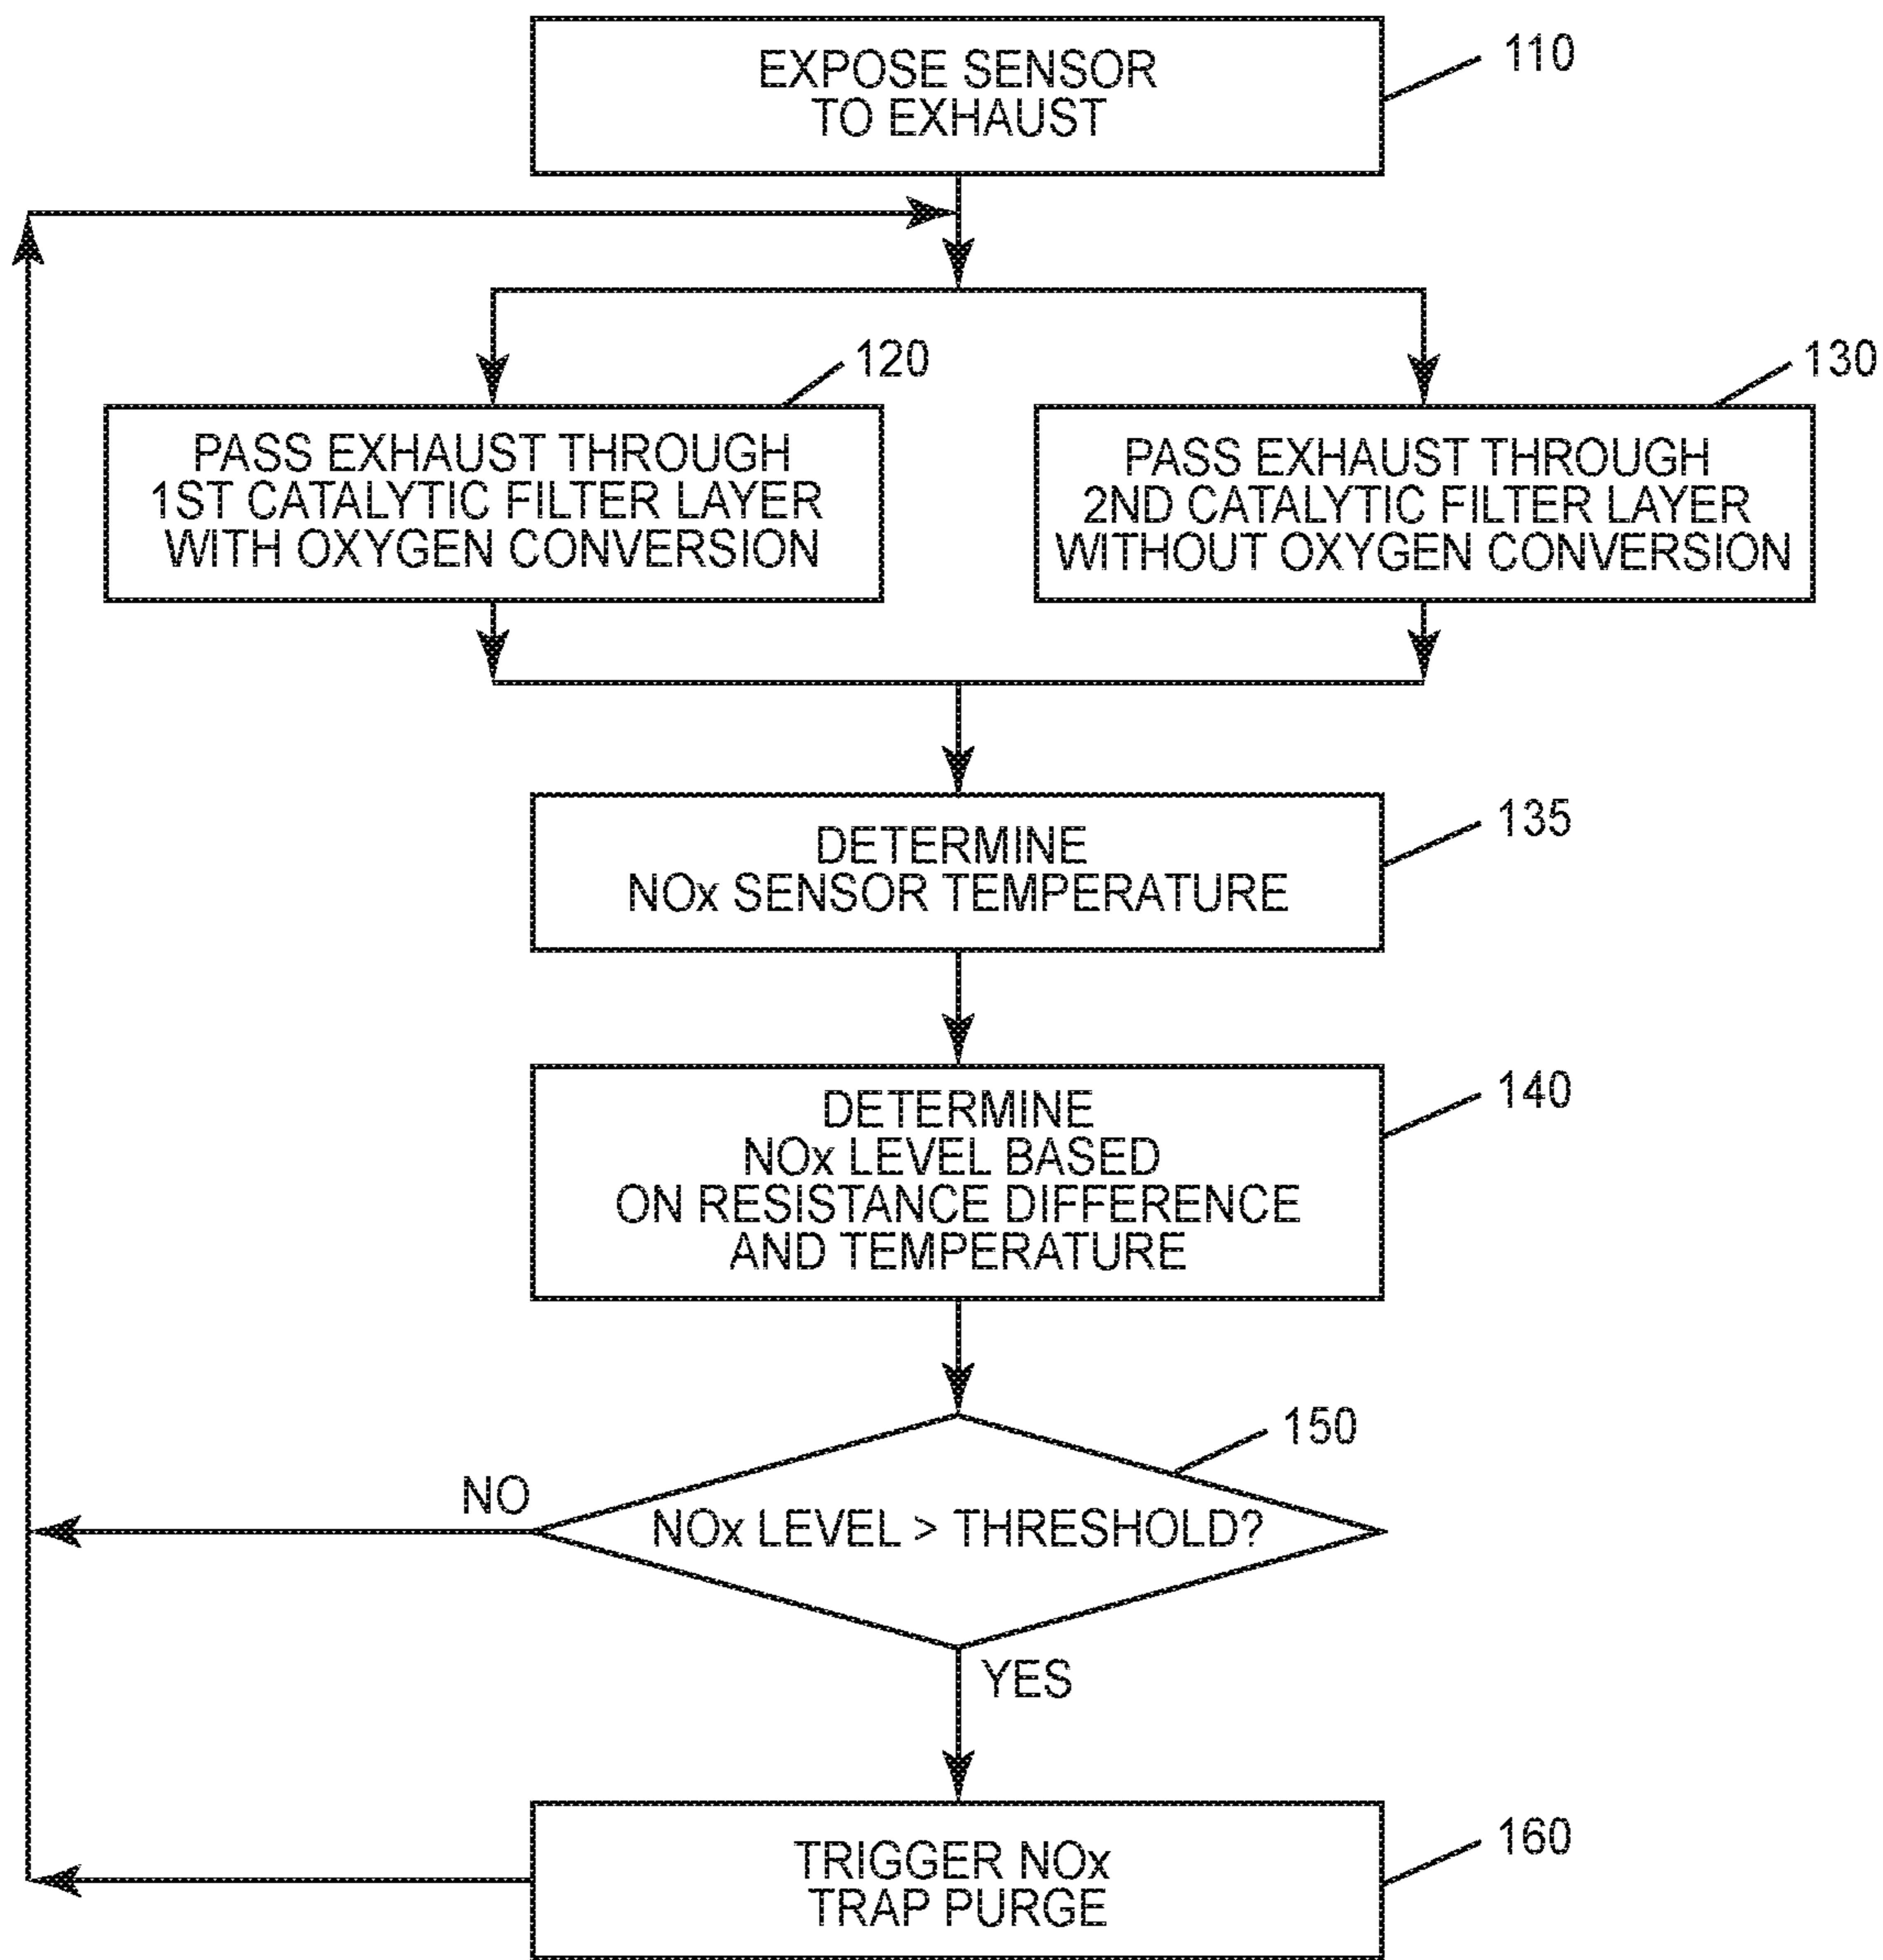 EXPOSE SENSOR
TO EXHAUST
110
120
130
PASS EXHAUST THROUGH
1ST CATALYTIC FILTER LAYER
WITH OXYGEN CONVERSION
PASS EXHAUST THROUGH
2ND CATALYTIC FILTER LAYER
WITHOUT OXYGEN CONVERSION
DETERMINE
NOx SENSOR TEMPERATURE
135
DETERMINE
NOx LEVEL BASED
ON RESISTANCE DIFFERENCE
AND TEMPERATURE
140
150
NO
NOx LEVEL > THRESHOLD?
YES
TRIGGER NOx
TRAP PURGE
160